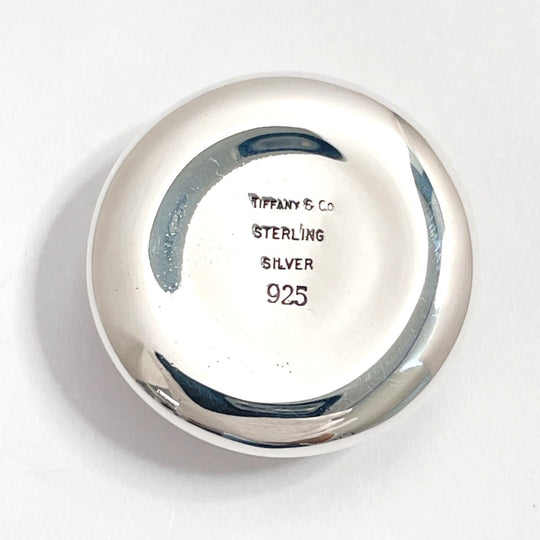 TIFFANY & Co
STERLING
SILVER
925